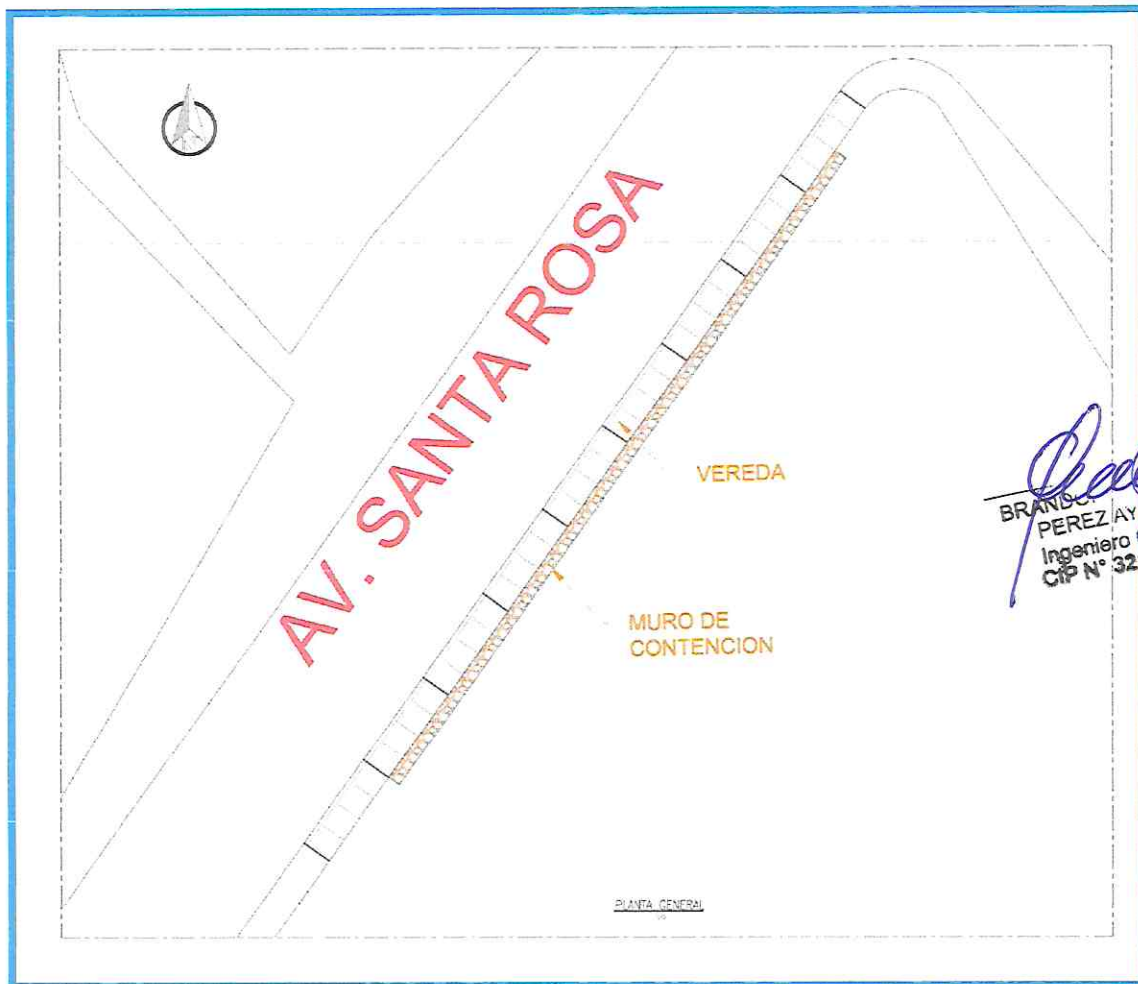 AV. SANTA ROSA
VEREDA
MURO DE
CONTENCION
PEREZ AY
Ingeniero
CIP N° 32
PLANTA GENERAL